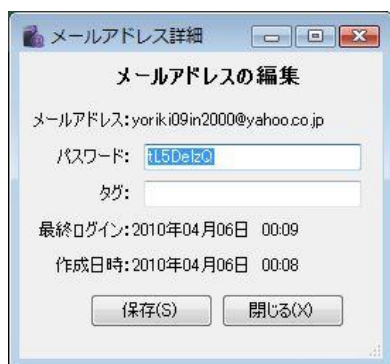 メールアドレス詳細
メールアドレスの編集
メールアドレス:yoriki09in2000@yahoo.co.jp
パスワード: tL5DelzQ
タグ:
最終ログイン:2010年04月06日 00:09
作成日時:2010年04月06日 00:08
保存(S) 閉じる(X)